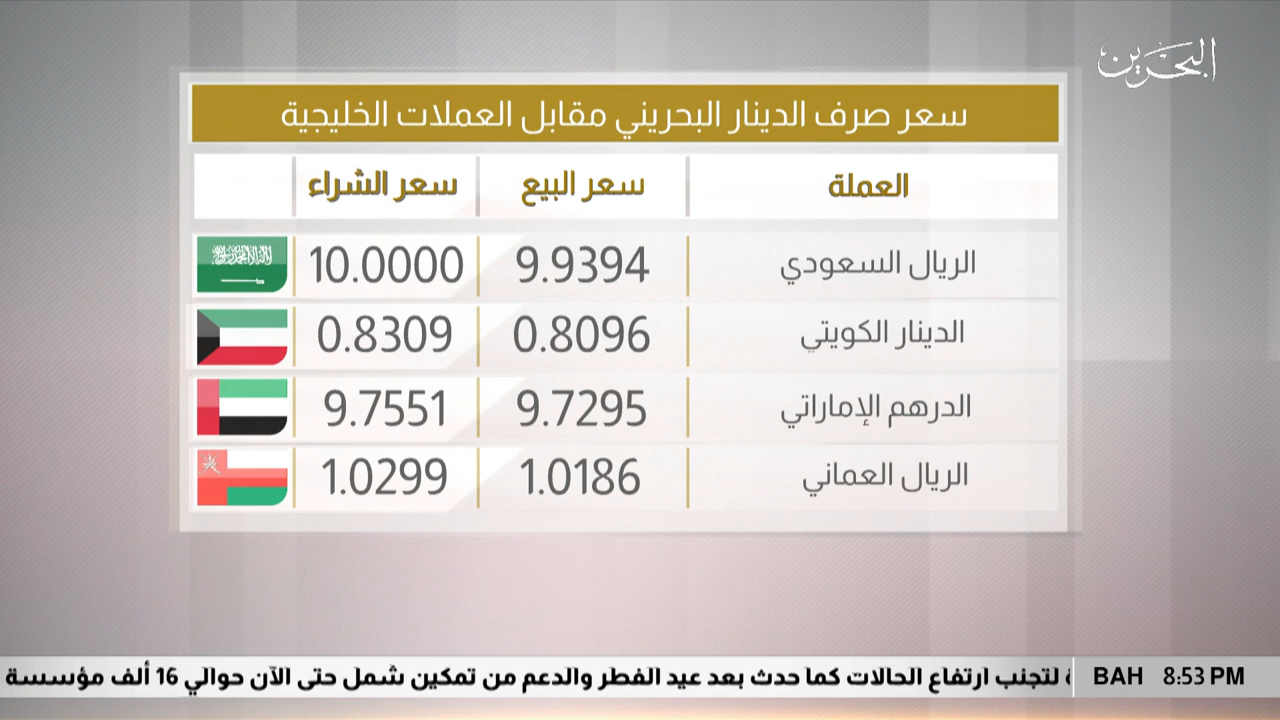 البحرين
سعر صرف الدينار البحريني مقابل العملات الخليجية
العملة سعر البيع سعر الشراء
الريال السعودي 9.9394 10.0000
الدينار الكويتي 0.8096 0.8309
الدرهم الإماراتي 9.7295 9.7551
الريال العماني 1.0186 1.0299
BAH 8:53 PM
لتجنب ارتفاع الحالات كما حدث بعد عيد الفطر والدعم من تمكين شمل حتى الآن حوالي 16 ألف مؤسسة